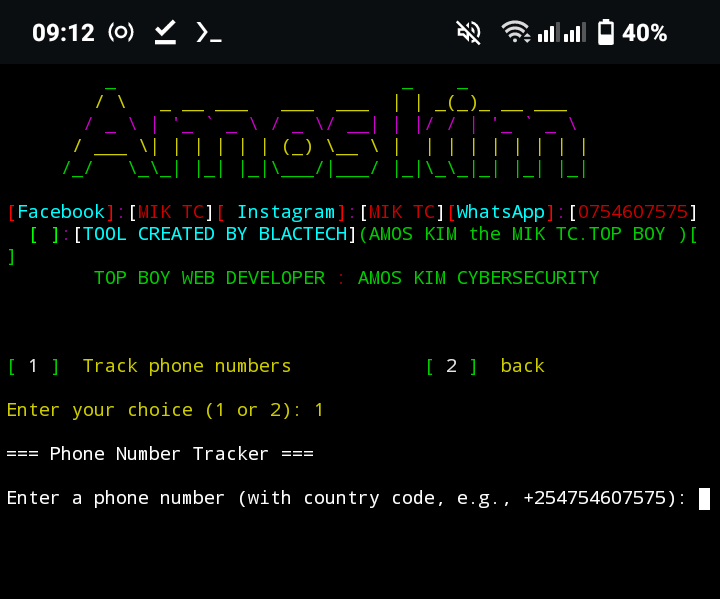 09:12 40%
Amos kim
[Facebook]:[MIK TC][ Instagram]:[MIK TC][WhatsApp]:[0754607575]
[ ]:[TOOL CREATED BY BLACTECH](AMOS KIM the MIK TC.TOP BOY )[
]
TOP BOY WEB DEVELOPER : AMOS KIM CYBERSECURITY
[ 1 ] Track phone numbers [ 2 ] back
Enter your choice (1 or 2): 1
=== Phone Number Tracker ===
Enter a phone number (with country code, e.g., +254754607575):